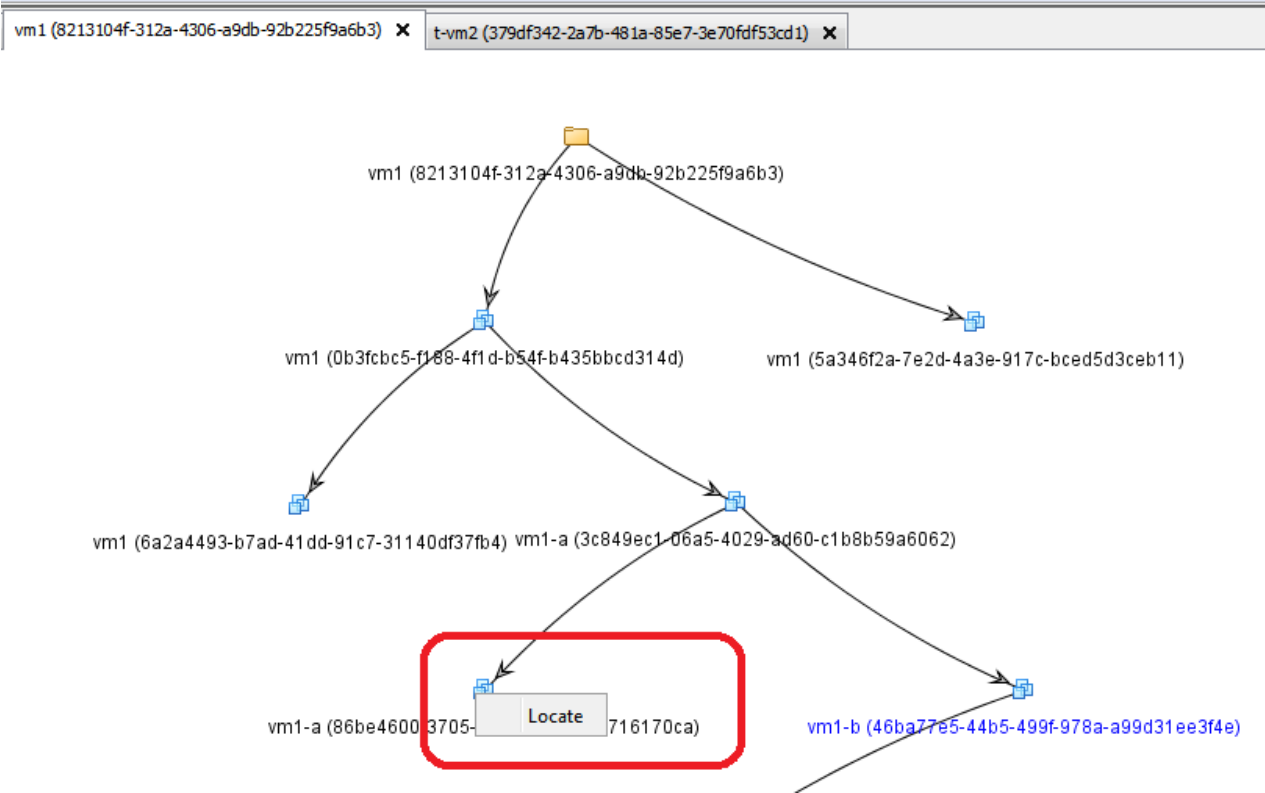 vm1 (8213104f-312a-4306-a9db-92b225f9a6b3)
t-vm2 (379df342-2a7b-481a-85e7-3e70fdf53cd1)
vm1 (8213104f-312a-4306-a9db-92b225f9a6b3)
vm1 (0b3fcbc5-f188-4f1d-b54f-b435bbcd314d)
vm1 (5a346f2a-7e2d-4a3e-917c-bced5d3ceb11)
vm1 (6a2a4493-b7ad-41dd-91c7-31140df37fb4)
vm1-a (3c849ec1-06a5-4029-ad60-c1b8b59a6062)
vm1-a (86be4600-3705- 716170ca)
Locate
vm1-b (46ba77e5-44b5-499f-978a-a99d31ee3f4e)